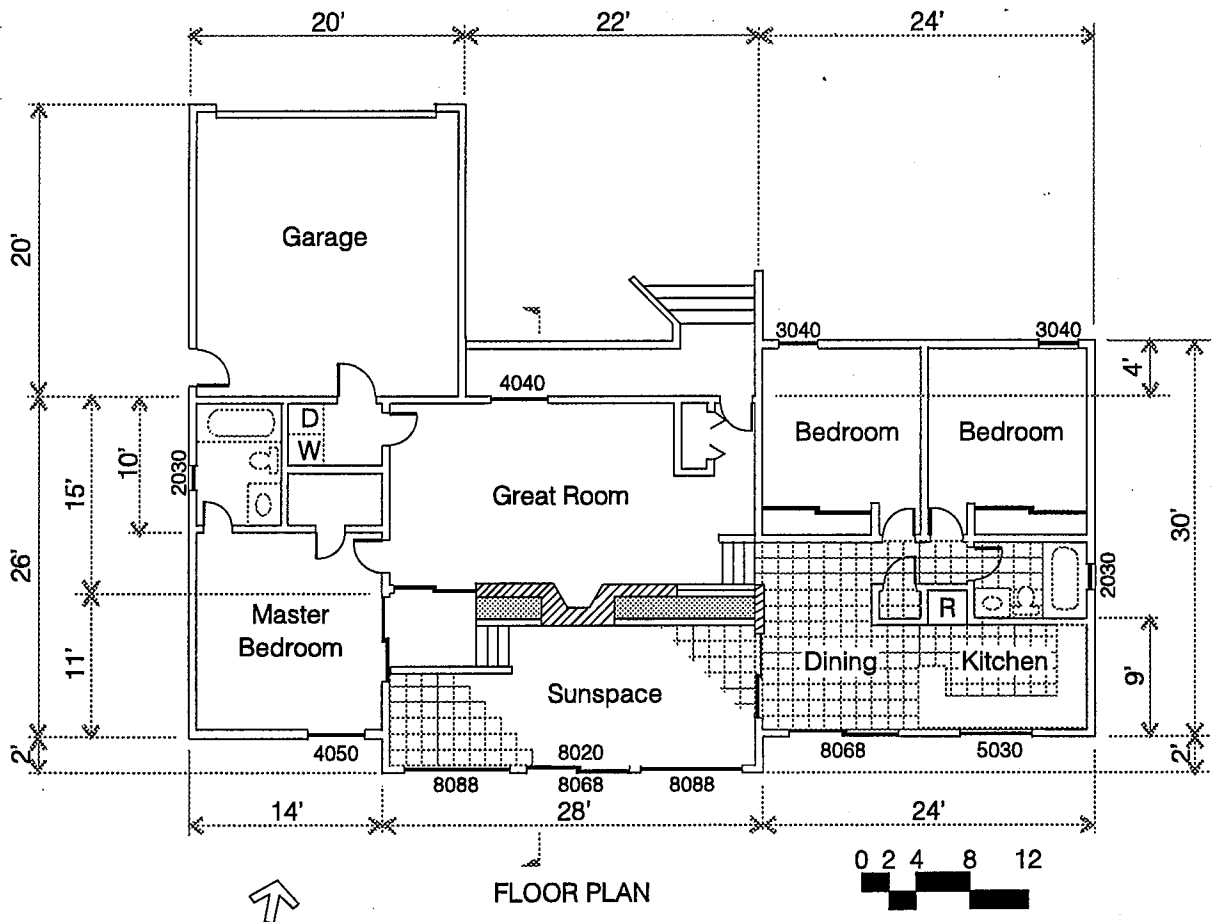 20' 22' 24'
Garage
20'
3040 3040
4'
4040
D
W
Bedroom Bedroom
10'
2030
15'
Great Room
26'
30'
2030
Master
Bedroom
R
11'
Dining Kitchen
9'
Sunspace
2'
4050
8020
8068 5030
2'
8088 8068 8088
14' 28' 24'
0 2 4 8 12
FLOOR PLAN